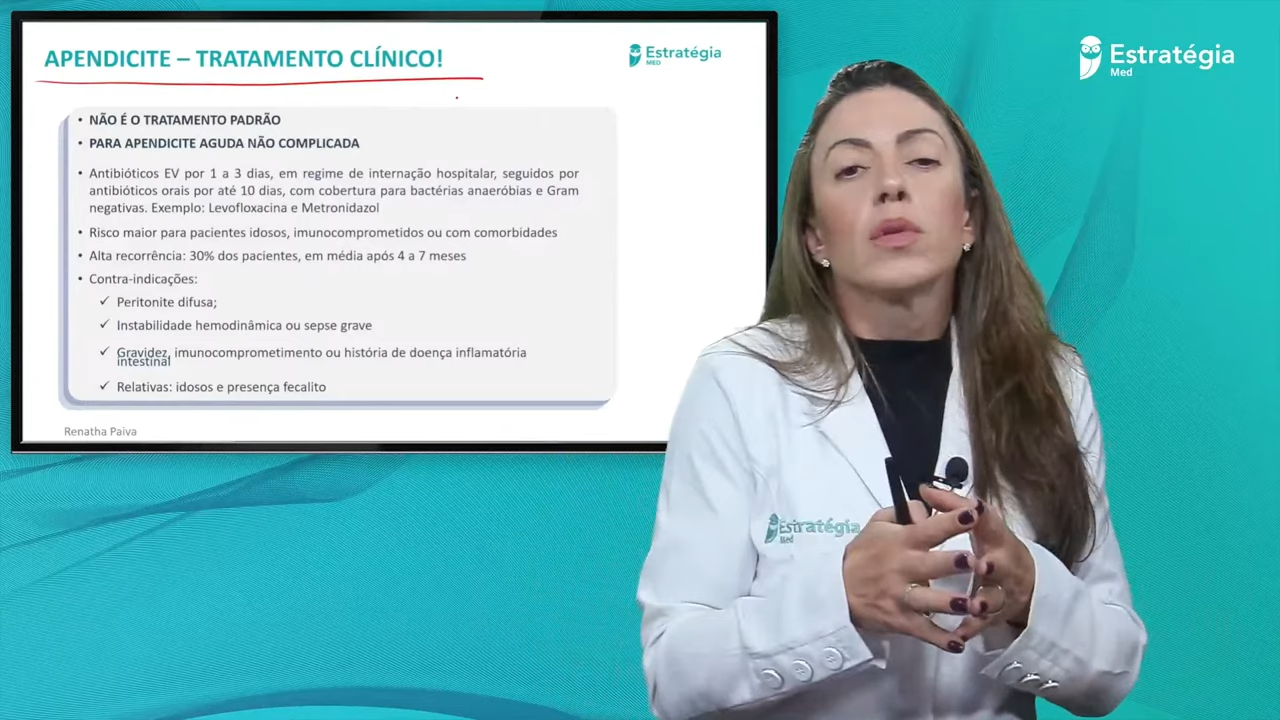 APENDICITE – TRATAMENTO CLÍNICO!
Estratégia
MED
Estratégia
Med
• NÃO É O TRATAMENTO PADRÃO
• PARA APENDICITE AGUDA NÃO COMPLICADA
• Antibióticos EV por 1 a 3 dias, em regime de internação hospitalar, seguidos por
antibióticos orais por até 10 dias, com cobertura para bactérias anaeróbias e Gram
negativas. Exemplo: Levofloxacina e Metronidazol
• Risco maior para pacientes idosos, imunocomprometidos ou com comorbidades
• Alta recorrência: 30% dos pacientes, em média após 4 a 7 meses
• Contra-indicações:
✓ Peritonite difusa;
✓ Instabilidade hemodinâmica ou sepse grave
✓ Gravidez, imunocomprometimento ou história de doença inflamatória
intestinal
✓ Relativas: idosos e presença fecalito
Renatha Paiva
Estratégia
Med